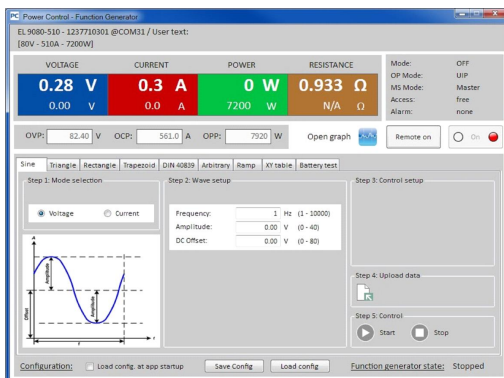 PC Power Control - Function Generator
EL 9080-510 - 1237710301 @COM31 / User text:
[80V - 510A - 7200W]
VOLTAGE CURRENT POWER RESISTANCE
0.28 V 0.3 A 0 W 0.933 Ω
0.00 V 0.0 A 7200 W N/A Ω
Mode: OFF
OP Mode: UIP
MS Mode: Master
Access: free
Alarm: none
OVP: 82.40 V OCP: 561.0 A OPP: 7920 W Open graph Remote on On
Sine Triangle Rectangle Trapezoid DIN 40839 Arbitrary Ramp XY table Battery test
Step 1: Mode selection
Voltage Current
Step 2: Wave setup
Frequency: 1 Hz (1 - 10000)
Amplitude: 0.00 V (0 - 40)
DC Offset: 0.00 V (0 - 80)
Step 3: Control setup
A
Amplitude
Amplitude
Offset
t
Step 4: Upload data
Step 5: Control
Start Stop
Configuration: Load config. at app startup Save Config Load config Function generator state: Stopped